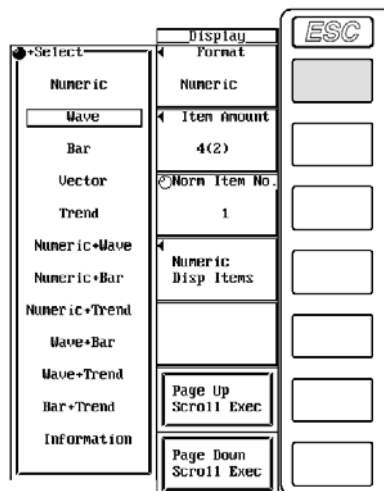 ESC
Display
+Select
Numeric
Wave
Bar
Vector
Trend
Numeric+Wave
Numeric+Bar
Numeric+Trend
Wave+Bar
Wave+Trend
Bar+Trend
Information
Format
Numeric
Item Amount
4(2)
Norm Item No.
1
Numeric
Disp Items
Page Up
Scroll Exec
Page Down
Scroll Exec